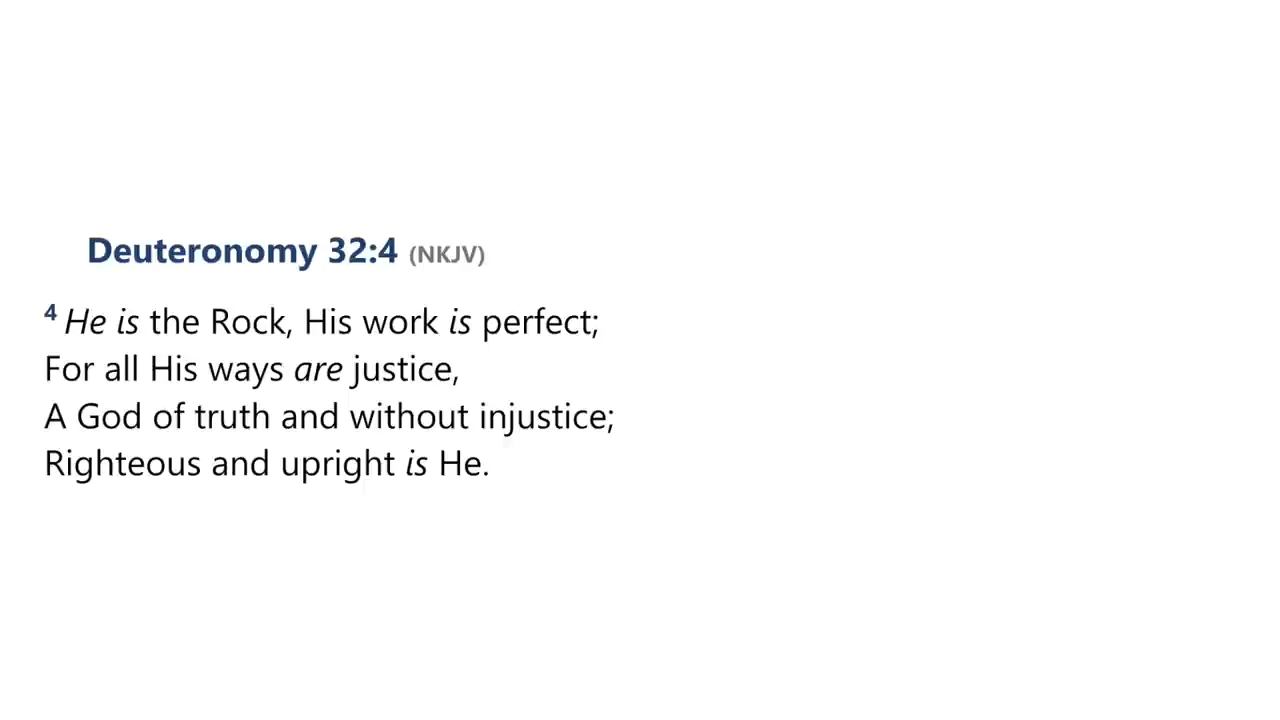 Deuteronomy 32:4 (NKJV)
4 He is the Rock, His work is perfect;
For all His ways are justice,
A God of truth and without injustice;
Righteous and upright is He.